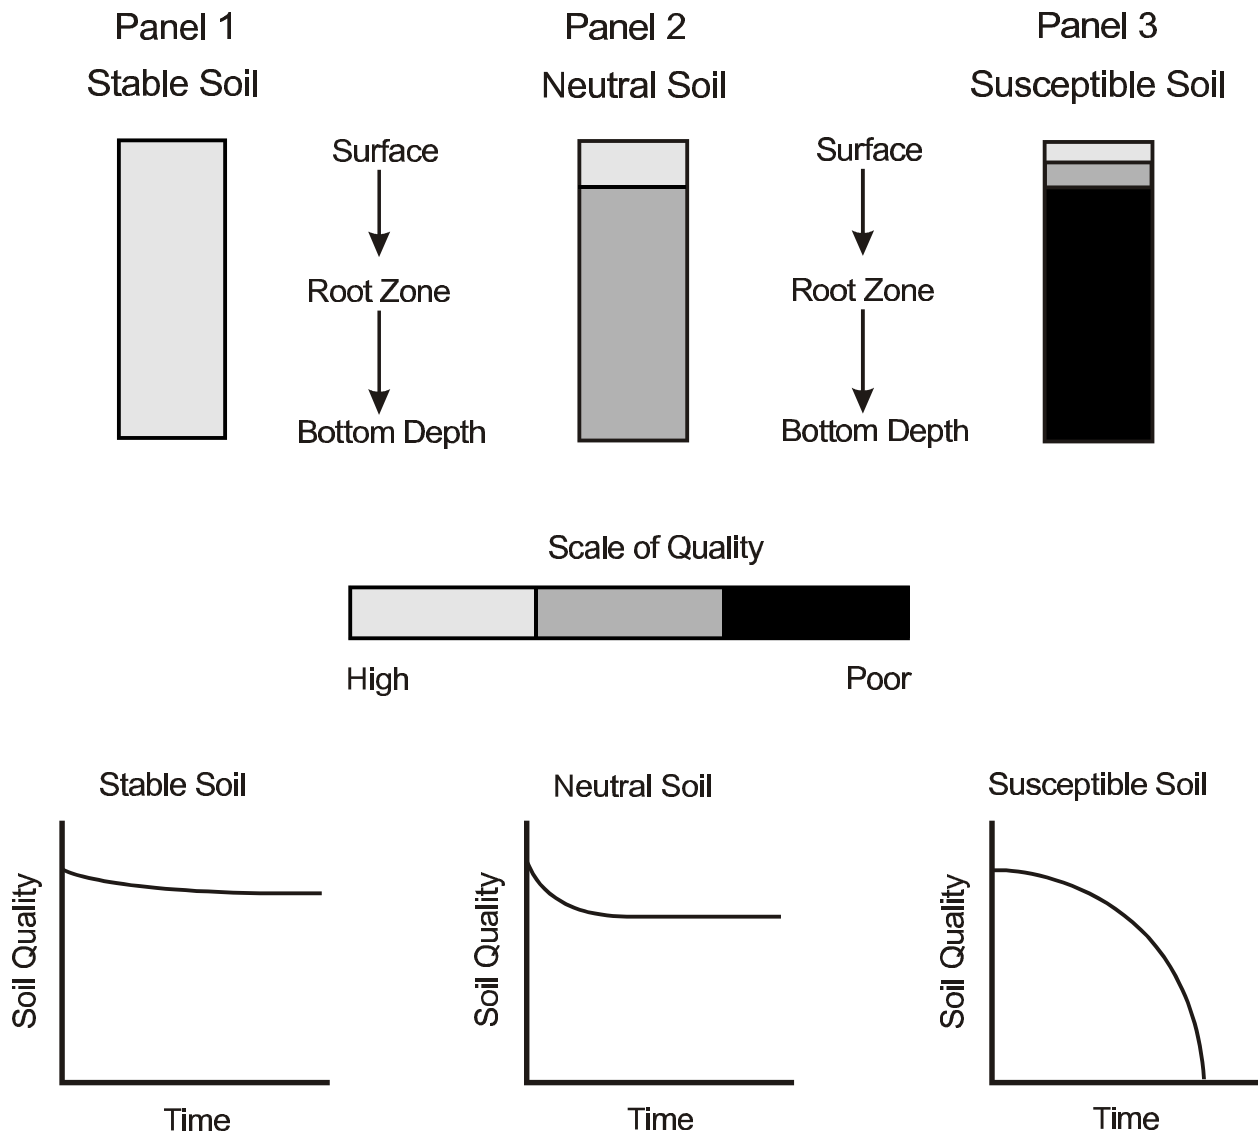 Panel 1
Panel 2
Panel 3
Stable Soil
Neutral Soil
Susceptible Soil
Surface
Surface
Root Zone
Root Zone
Bottom Depth
Bottom Depth
Scale of Quality
High
Poor
Stable Soil
Neutral Soil
Susceptible Soil
Soil Quality
Soil Quality
Soil Quality
Time
Time
Time